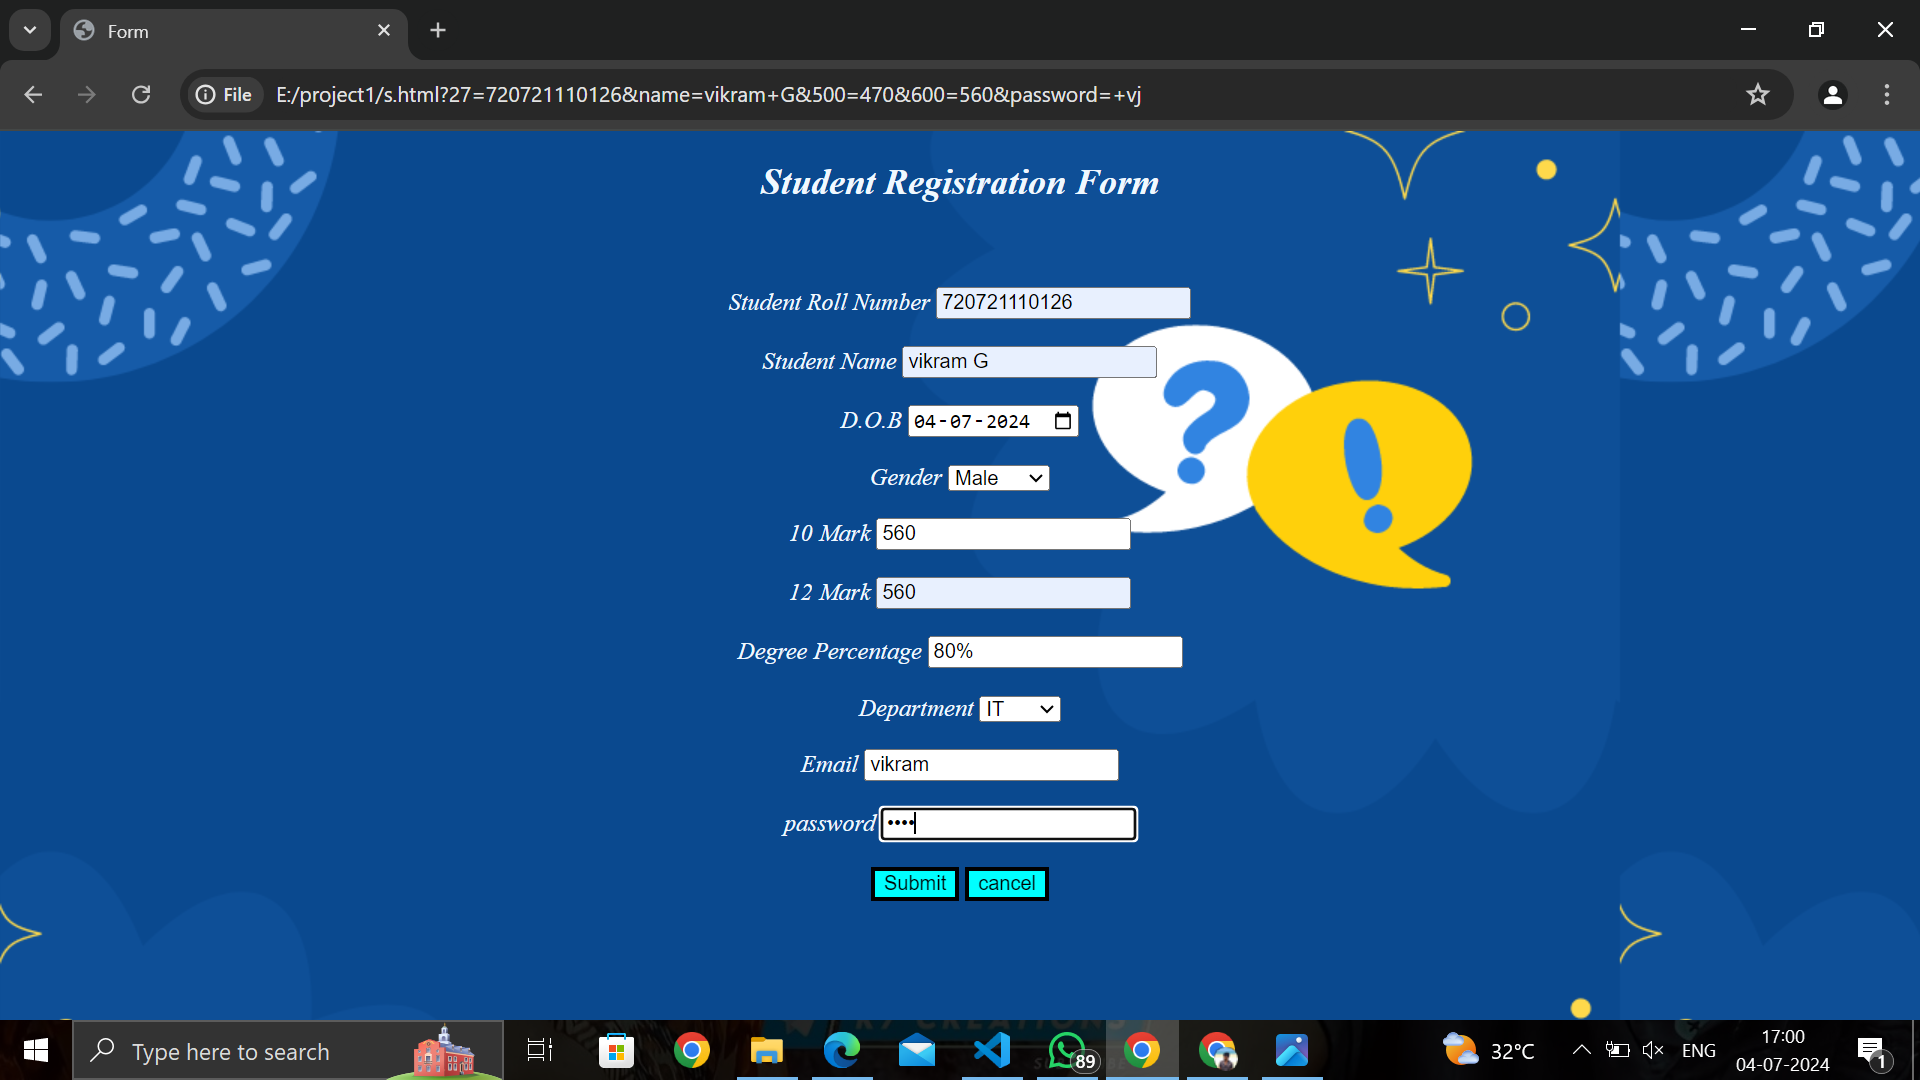 Form
File
E:/project1/s.html?27=720721110126&name=vikram+G&500=470&600=560&password=+vj
Student Registration Form
Student Roll Number 720721110126
Student Name vikram G
D.O.B 04-07-2024
Gender Male
10 Mark 560
12 Mark 560
Degree Percentage 80%
Department IT
Email vikram
password ••••
Submit cancel
Type here to search
89
32°C
ENG
17:00
04-07-2024
1